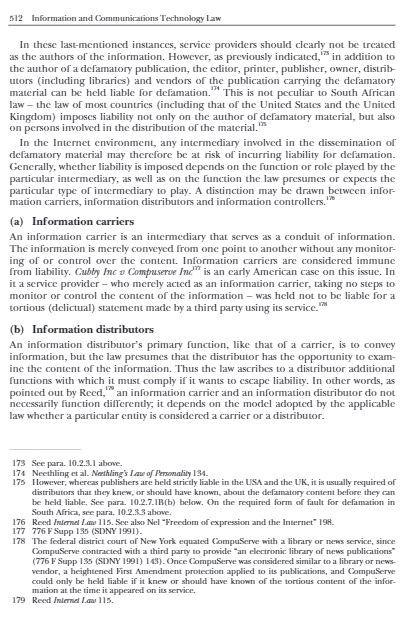 512 Information and Communications Technology Law
In these last-mentioned instances, service providers should clearly not be treated
as the authors of the information. However, as previously indicated,173 in addition to
the author of a defamatory publication, the editor, printer, publisher, owner, distrib-
utors (including libraries) and vendors of the publication carrying the defamatory
material can be held liable for defamation.174 This is not peculiar to South African
law – the law of most countries (including that of the United States and the United
Kingdom) imposes liability not only on the author of defamatory material, but also
on persons involved in the distribution of the material.175
In the Internet environment, any intermediary involved in the dissemination of
defamatory material may therefore be at risk of incurring liability for defamation.
Generally, whether liability is imposed depends on the function or role played by the
particular intermediary, as well as on the function the law presumes or expects the
particular type of intermediary to play. A distinction may be drawn between infor-
mation carriers, information distributors and information controllers.176
(a) Information carriers
An information carrier is an intermediary that serves as a conduit of information.
The information is merely conveyed from one point to another without any monitor-
ing of or control over the content. Information carriers are considered immune
from liability. Cubby Inc v Compuserve Inc177 is an early American case on this issue. In
it a service provider – who merely acted as an information carrier, taking no steps to
monitor or control the content of the information – was held not to be liable for a
tortious (delictual) statement made by a third party using its service.178
(b) Information distributors
An information distributor's primary function, like that of a carrier, is to convey
information, but the law presumes that the distributor has the opportunity to exam-
ine the content of the information. Thus the law ascribes to a distributor additional
functions with which it must comply if it wants to escape liability. In other words, as
pointed out by Reed,179 an information carrier and an information distributor do not
necessarily function differently; it depends on the model adopted by the applicable
law whether a particular entity is considered a carrier or a distributor.
173 See para. 10.2.3.1 above.
174 Neethling et al. Neethling's Law of Personality 134.
175 However, whereas publishers are held strictly liable in the USA and the UK, it is usually required of
distributors that they knew, or should have known, about the defamatory content before they can
be held liable. See para. 10.2.7.1B(b) below. On the required form of fault for defamation in
South Africa, see para. 10.2.3.3 above.
176 Reed Internet Law 115. See also Nel "Freedom of expression and the Internet" 198.
177 776 F Supp 135 (SDNY 1991).
178 The federal district court of New York equated CompuServe with a library or news service, since
CompuServe contracted with a third party to provide "an electronic library of news publications"
(776 F Supp 135 (SDNY 1991) 143). Once CompuServe was considered similar to a library or news-
vendor, a heightened First Amendment protection applied to its publications, and CompuServe
could only be held liable if it knew or should have known of the tortious content of the infor-
mation at the time it appeared on its service.
179 Reed Internet Law 115.